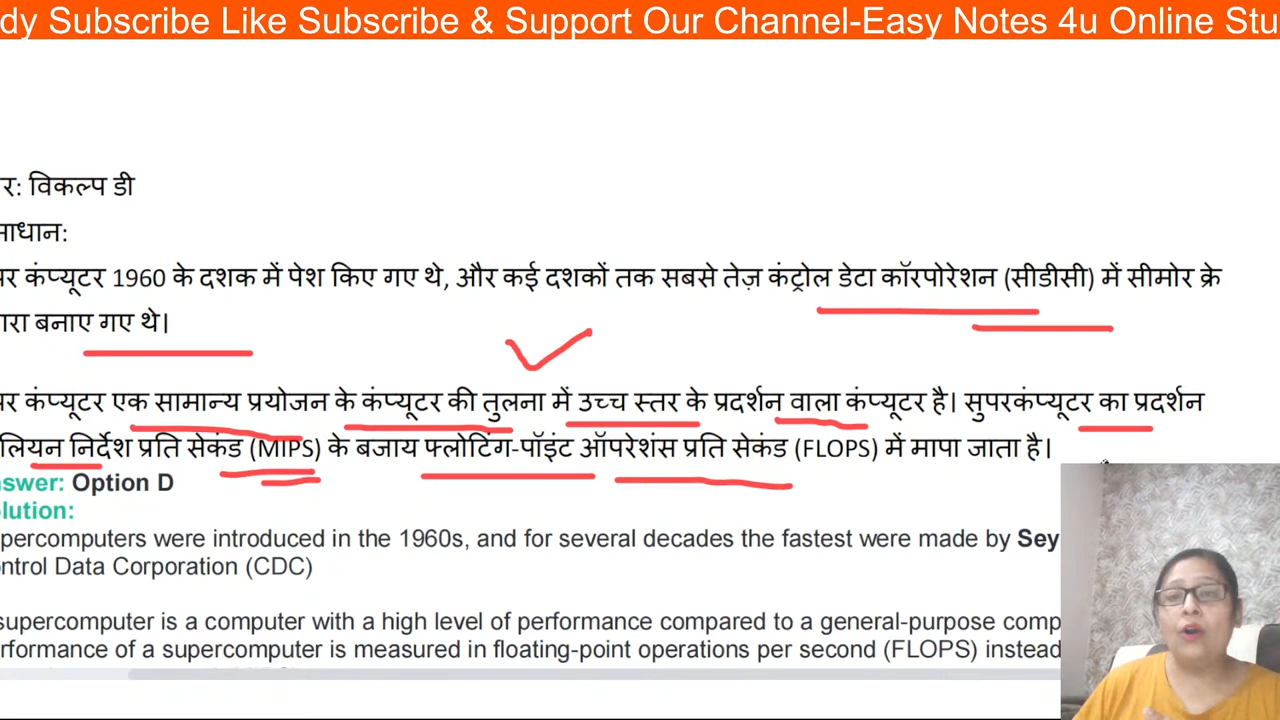 dy Subscribe Like Subscribe & Support Our Channel-Easy Notes 4u Online Stu
र: विकल्प डी
ाधान:
र कंप्यूटर 1960 के दशक में पेश किए गए थे, और कई दशकों तक सबसे तेज़ कंट्रोल डेटा कॉरपोरेशन (सीडीसी) में सीमोर क्रे
ारा बनाए गए थे।
र कंप्यूटर एक सामान्य प्रयोजन के कंप्यूटर की तुलना में उच्च स्तर के प्रदर्शन वाला कंप्यूटर है। सुपरकंप्यूटर का प्रदर्शन
लियन निर्देश प्रति सेकंड (MIPS) के बजाय फ्लोटिंग-पॉइंट ऑपरेशंस प्रति सेकंड (FLOPS) में मापा जाता है।
swer: Option D
lution:
percomputers were introduced in the 1960s, and for several decades the fastest were made by Sey
ntrol Data Corporation (CDC)
supercomputer is a computer with a high level of performance compared to a general-purpose comp
rformance of a supercomputer is measured in floating-point operations per second (FLOPS) instead